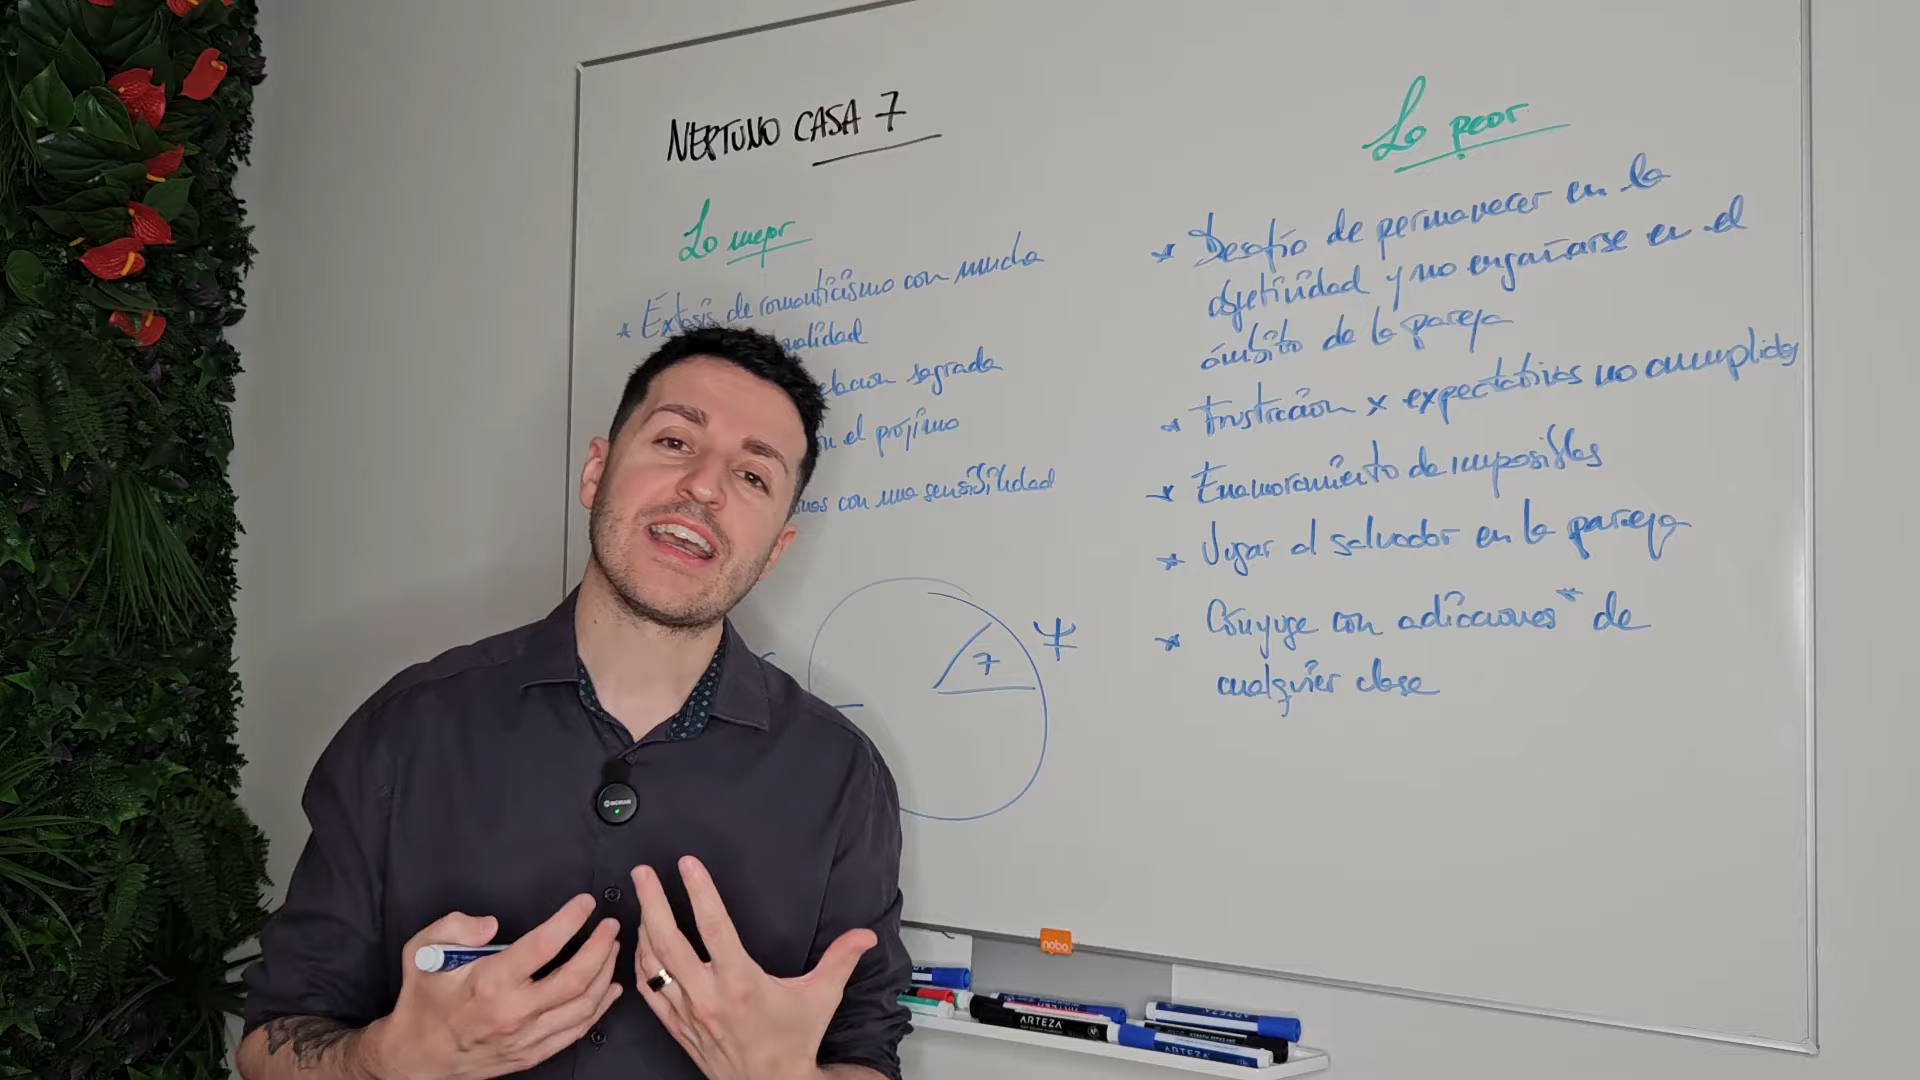 NEPTUNO CASA 7
Lo mejor
* Éxtasis de romanticismo con mucha
sagrada
el prójimo
con una sensibilidad
7
Lo peor
* Desafío de permanecer en la
objetividad y no engañarse en el
ámbito de la pareja
* Frustración x expectativas no cumplidas
* Enamoramiento de imposibles
* Jugar al salvador en la pareja
* Cónyuge con adicciones* de
cualquier clase
nobo
ARTEZA
ARTEZA